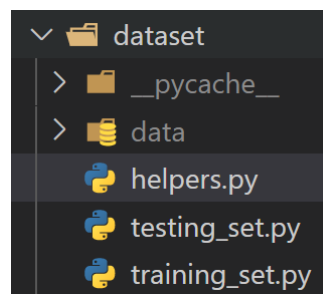 dataset
__pycache__
data
helpers.py
testing_set.py
training_set.py